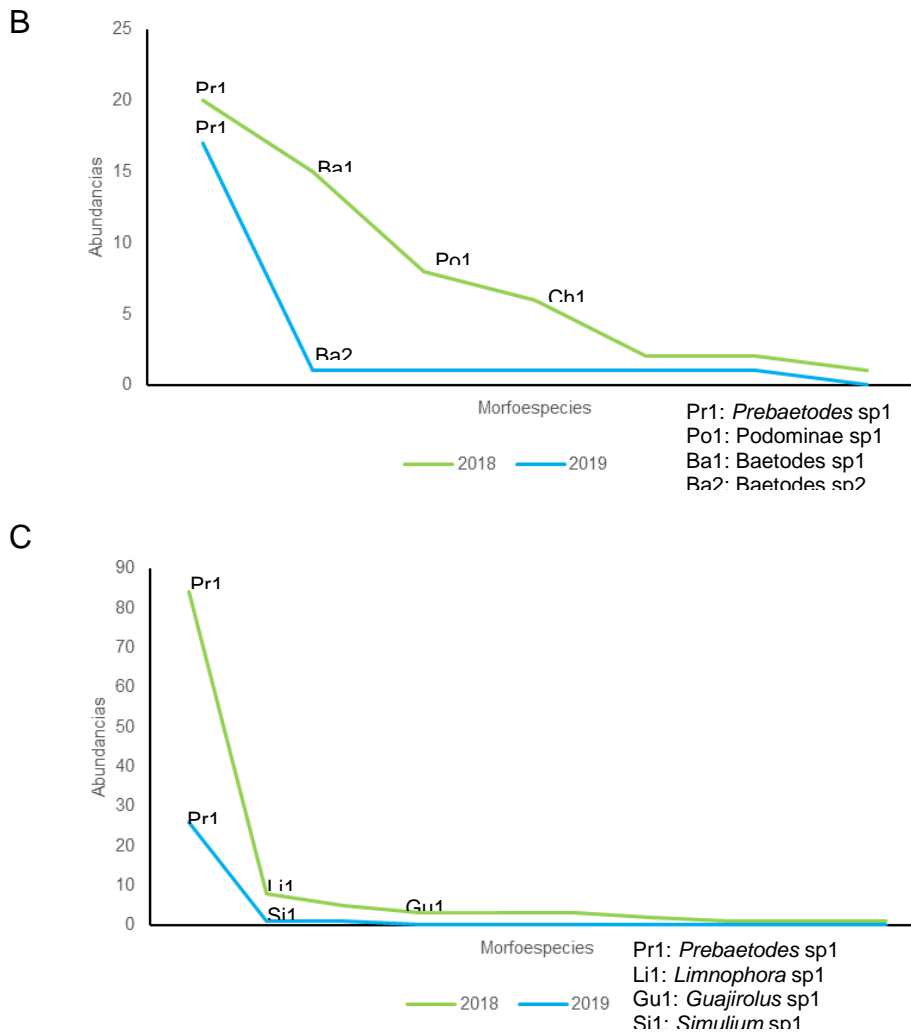 B
25
20
15
10
5
0
Abundancias
Pr1
Pr1
Ba1
Po1
Ch1
Ba2
Morfoespecies
2018 2019
Pr1: Prebaetodes sp1
Po1: Podominae sp1
Ba1: Baetodes sp1
Ba2: Baetodes sp2
C
90
80
70
60
50
40
30
20
10
0
Abundancias
Pr1
Pr1
Li1
Si1
Gu1
Morfoespecies
2018 2019
Pr1: Prebaetodes sp1
Li1: Limnophora sp1
Gu1: Guajirolus sp1
Si1: Simulium sp1